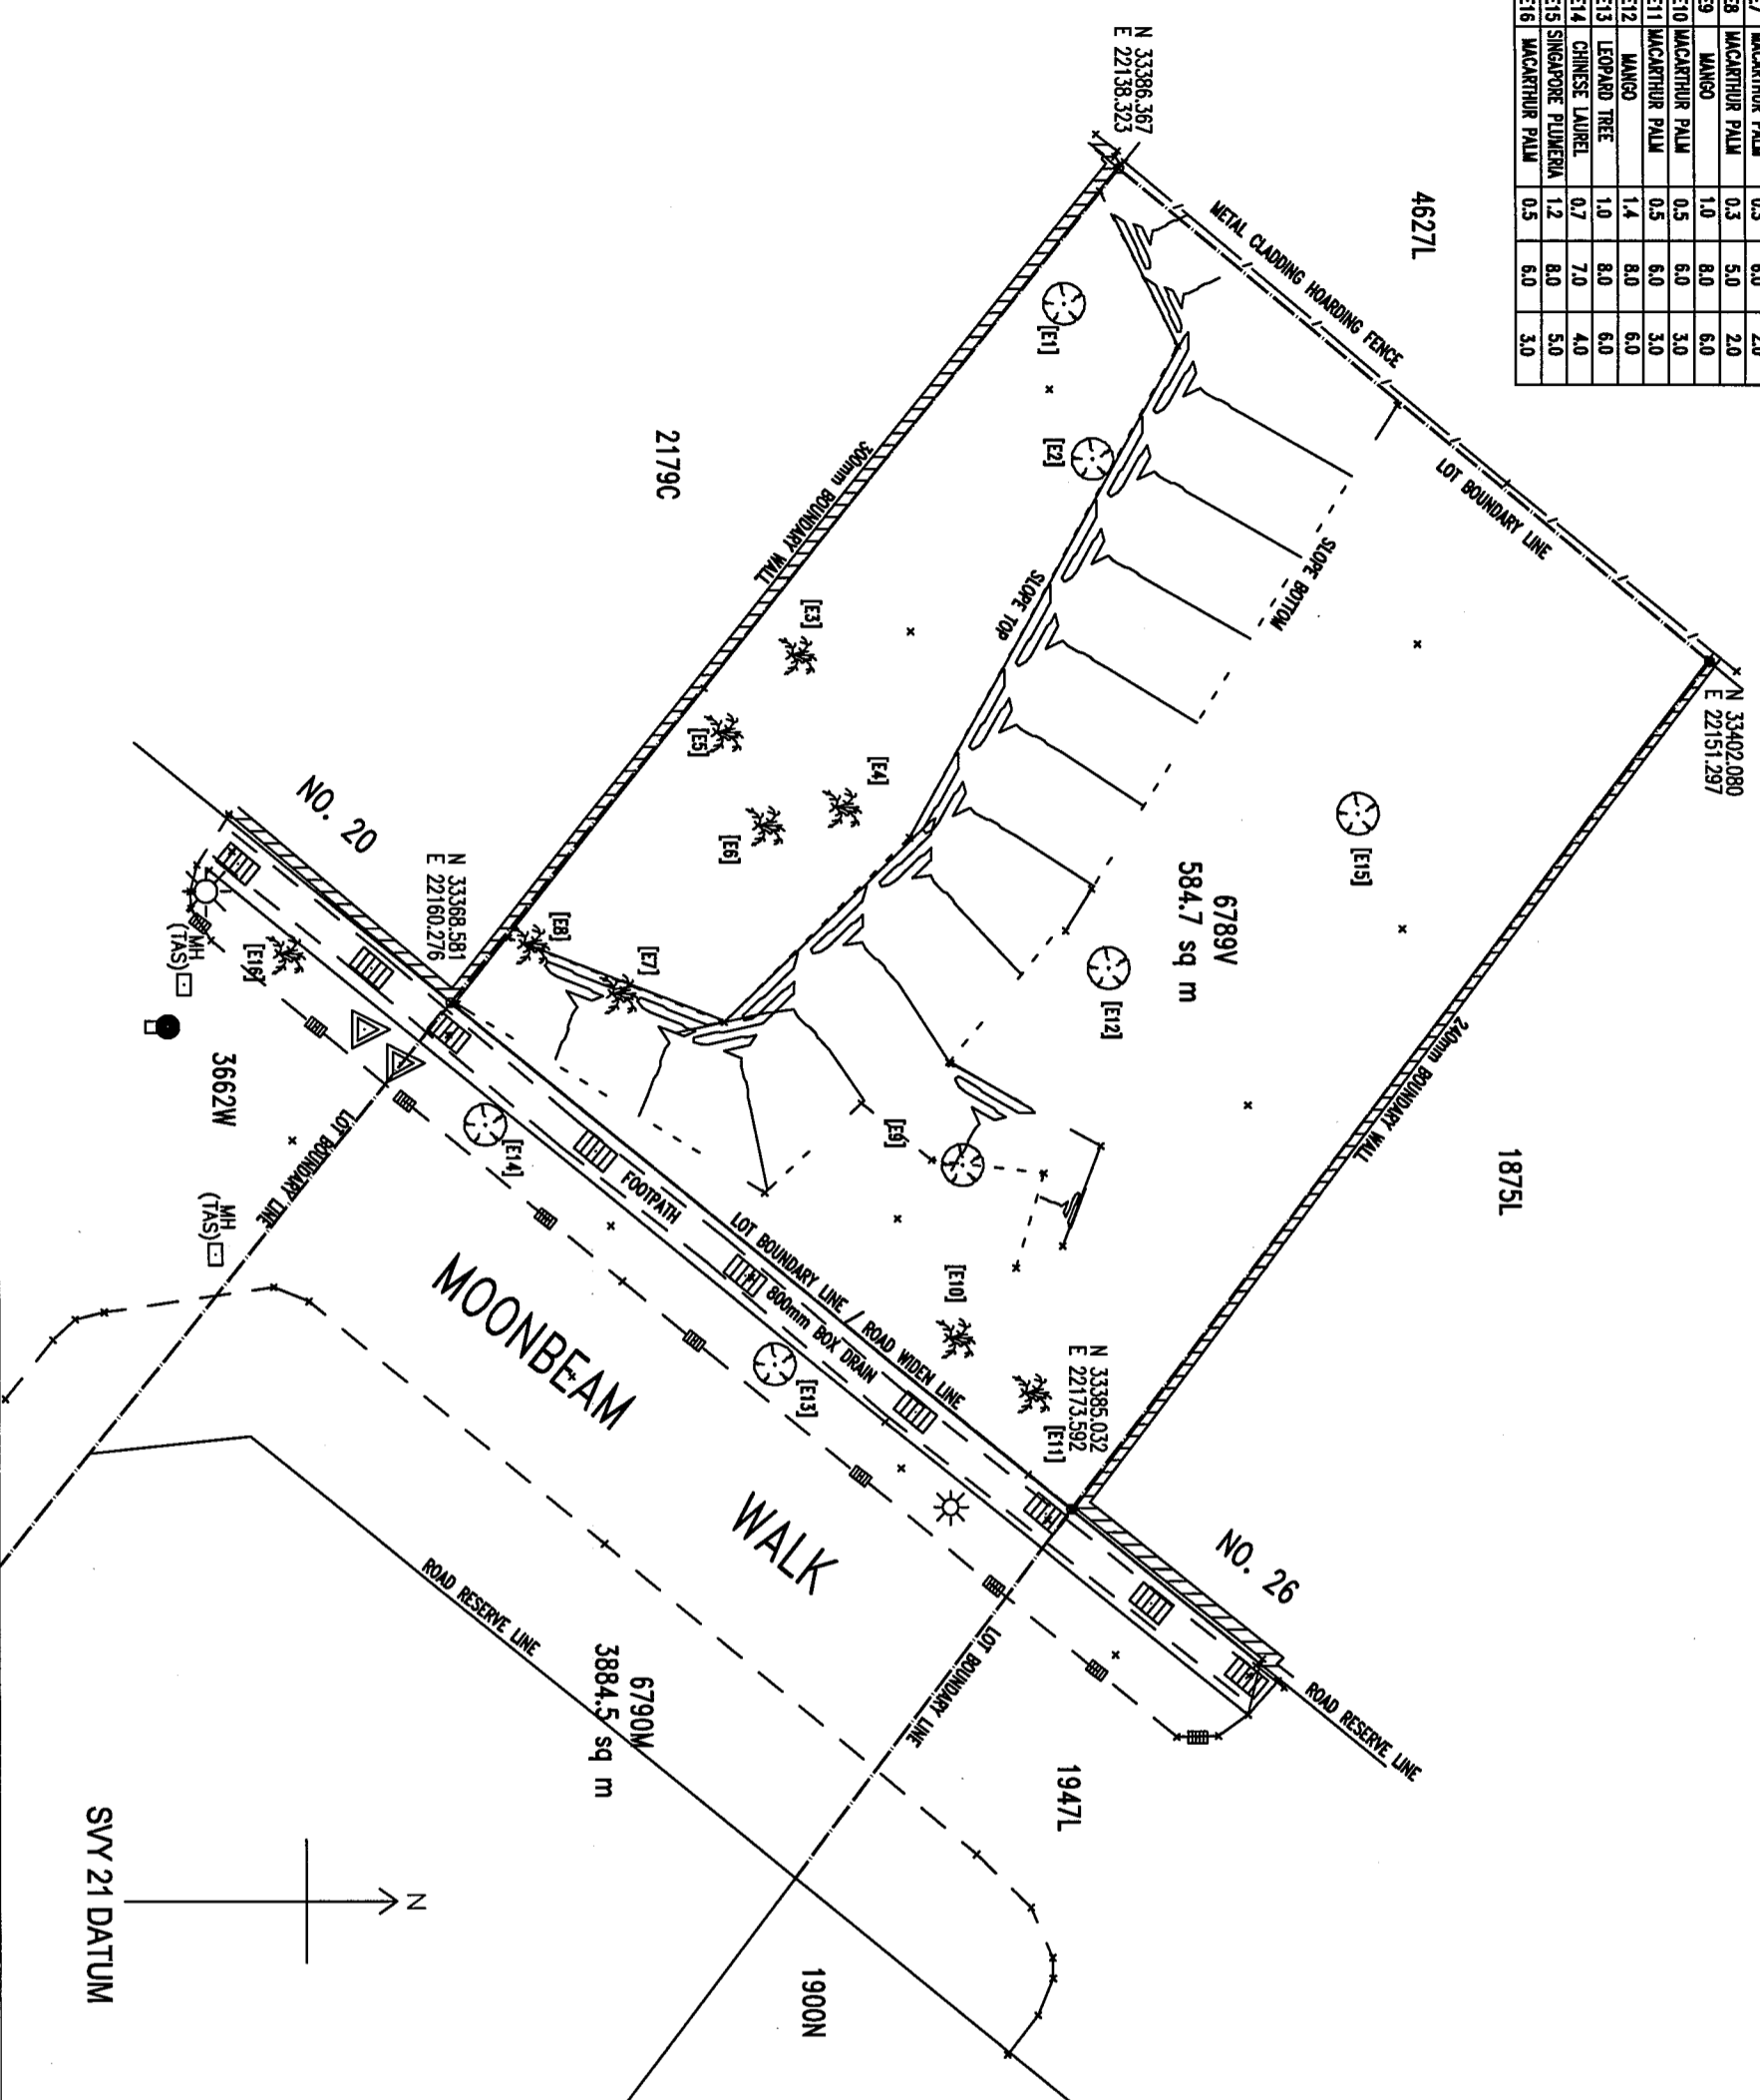 E8 MACARTHUR PALM 0.3 5.0 2.0
E9 MANGO 1.0 8.0 6.0
E10 MACARTHUR PALM 0.5 6.0 3.0
E11 MACARTHUR PALM 0.5 6.0 3.0
E12 MANGO 1.4 8.0 6.0
E13 LEOPARD TREE 1.0 8.0 6.0
E14 CHINESE LAUREL 0.7 7.0 4.0
E15 SINGAPORE PLUMERIA 1.2 8.0 5.0
E16 MACARTHUR PALM 0.5 6.0 3.0
N 33386.367
E 22138.323
4627L
METAL CLADDING HOARDING FENCE
LOT BOUNDARY LINE
N 33402.080
E 22151.297
[E1]
[E2]
SLOPE BOTTOM
SLOPE TOP
2179C
300mm BOUNDARY WALL
[E3]
[E5]
[E4]
[E6]
[E15]
6789V
584.7 sq m
[E12]
240mm BOUNDARY WALL
1875L
NO. 20
N 33368.581
E 22160.276
[E8]
[E7]
[E9]
[E10]
N 33385.032
E 22173.592
[E11]
MH
(TAS)
[E16]
3662W
MH
(TAS)
LOT BOUNDARY LINE
[E14]
FOOTPATH
LOT BOUNDARY LINE / ROAD WIDEN LINE
800mm BOX DRAIN
[E13]
MOONBEAM
WALK
NO. 26
ROAD RESERVE LINE
LOT BOUNDARY LINE
ROAD RESERVE LINE
6790M
3884.5 sq m
1947L
1900N
N
SVY 21 DATUM